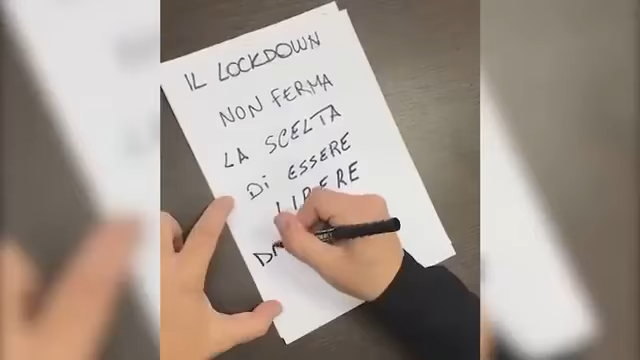 IL LOCKDOWN
NON FERMA
LA SCELTA
Di ESSERE
LIBERE